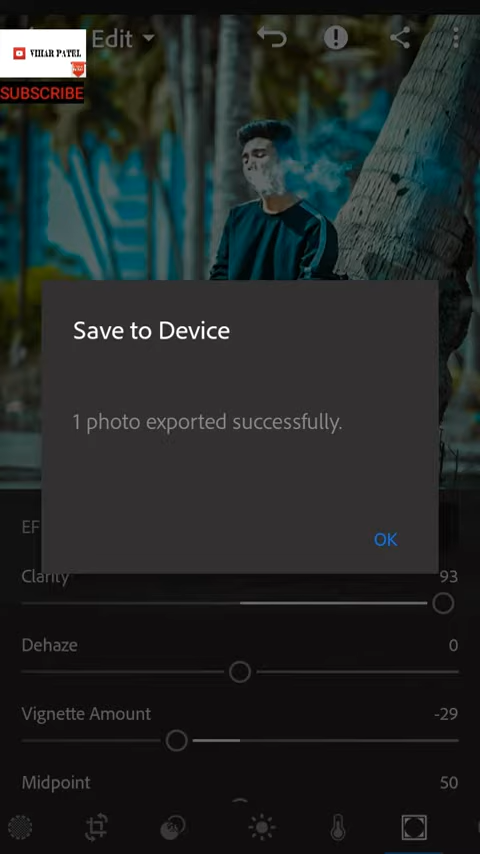 Edit
VIHAR PATEL
SUBSCRIBE
Save to Device
1 photo exported successfully.
OK
EF
Clarity 93
Dehaze 0
Vignette Amount -29
Midpoint 50